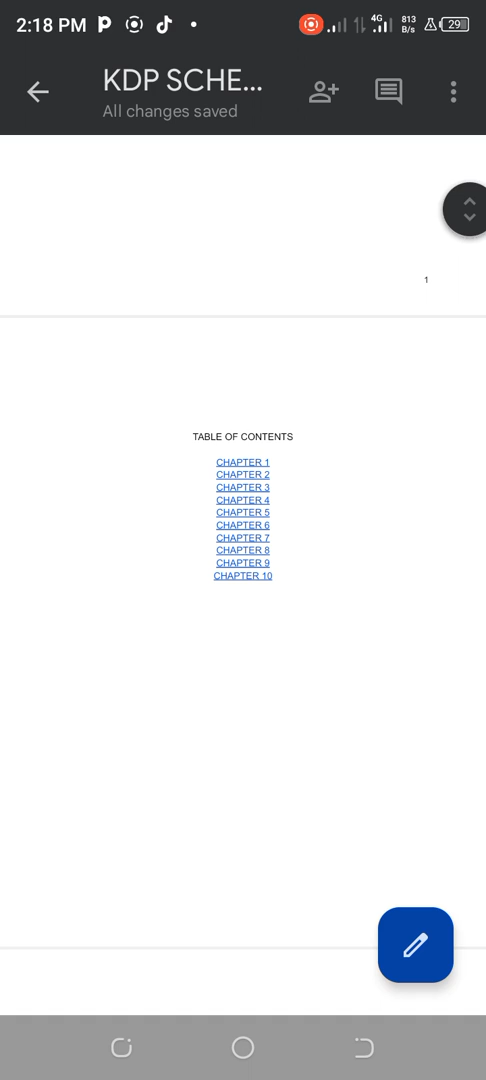 2:18 PM
4G
813
B/s
29
KDP SCHE...
All changes saved
1
TABLE OF CONTENTS
CHAPTER 1
CHAPTER 2
CHAPTER 3
CHAPTER 4
CHAPTER 5
CHAPTER 6
CHAPTER 7
CHAPTER 8
CHAPTER 9
CHAPTER 10